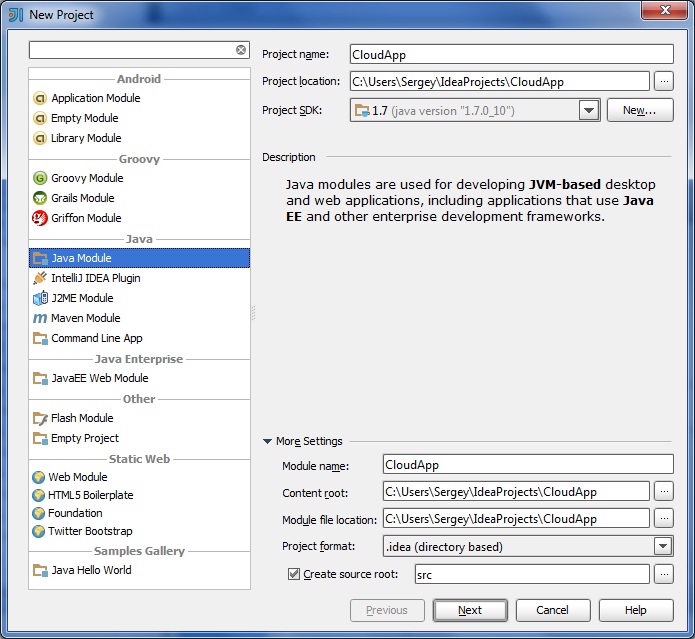 New Project
Android
Application Module
Empty Module
Library Module
Groovy
Groovy Module
Grails Module
Griffon Module
Java
Java Module
IntelliJ IDEA Plugin
J2ME Module
Maven Module
Command Line App
Java Enterprise
JavaEE Web Module
Other
Flash Module
Empty Project
Static Web
Web Module
HTML5 Boilerplate
Foundation
Twitter Bootstrap
Samples Gallery
Java Hello World
Project name: CloudApp
Project location: C:\Users\Sergey\IdeaProjects\CloudApp ...
Project SDK: 1.7 (java version "1.7.0_10") New...
Description
Java modules are used for developing JVM-based desktop
and web applications, including applications that use Java
EE and other enterprise development frameworks.
More Settings
Module name: CloudApp
Content root: C:\Users\Sergey\IdeaProjects\CloudApp ...
Module file location: C:\Users\Sergey\IdeaProjects\CloudApp ...
Project format: .idea (directory based)
Create source root: src ...
Previous Next Cancel Help